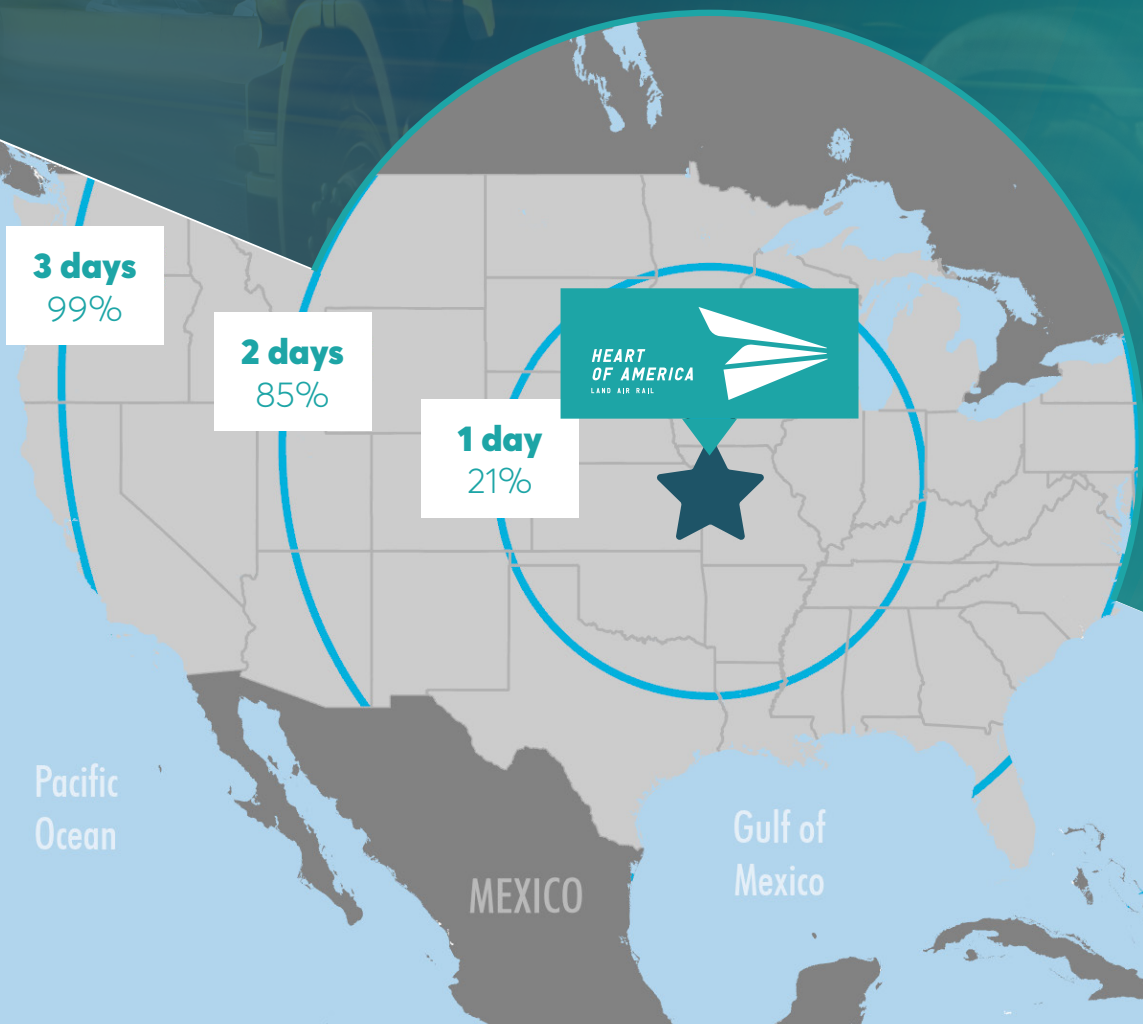 3 days
99%
2 days
85%
1 day
21%
HEART
OF AMERICA
LAND AIR RAIL
Pacific
Ocean
MEXICO
Gulf of
Mexico